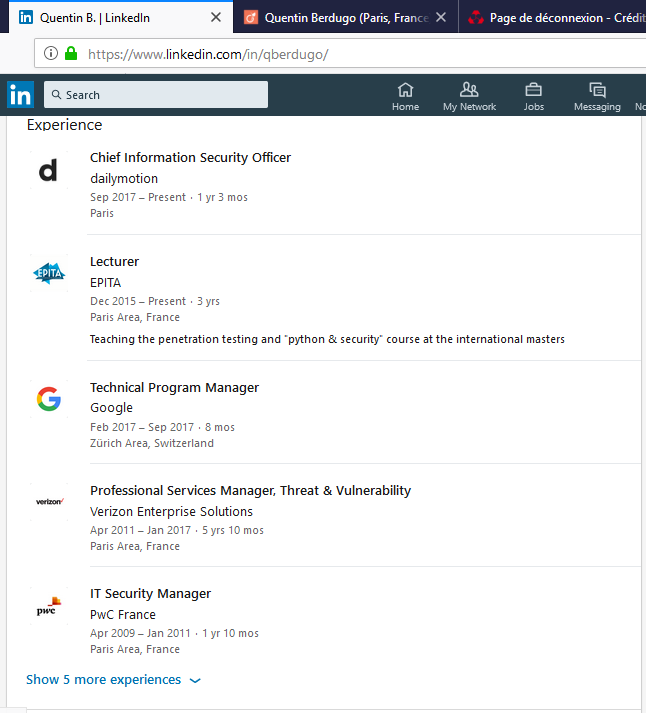 Quentin B. | LinkedIn
Quentin Berdugo (Paris, France
Page de déconnexion - Crédit
https://www.linkedin.com/in/qberdugo/
in
Search
Home
My Network
Jobs
Messaging
No
Experience
d
Chief Information Security Officer
dailymotion
Sep 2017 – Present · 1 yr 3 mos
Paris
EPITA
Lecturer
EPITA
Dec 2015 – Present · 3 yrs
Paris Area, France
Teaching the penetration testing and "python & security" course at the international masters
G
Technical Program Manager
Google
Feb 2017 – Sep 2017 · 8 mos
Zürich Area, Switzerland
verizon
Professional Services Manager, Threat & Vulnerability
Verizon Enterprise Solutions
Apr 2011 – Jan 2017 · 5 yrs 10 mos
Paris Area, France
pwc
IT Security Manager
PwC France
Apr 2009 – Jan 2011 · 1 yr 10 mos
Paris Area, France
Show 5 more experiences